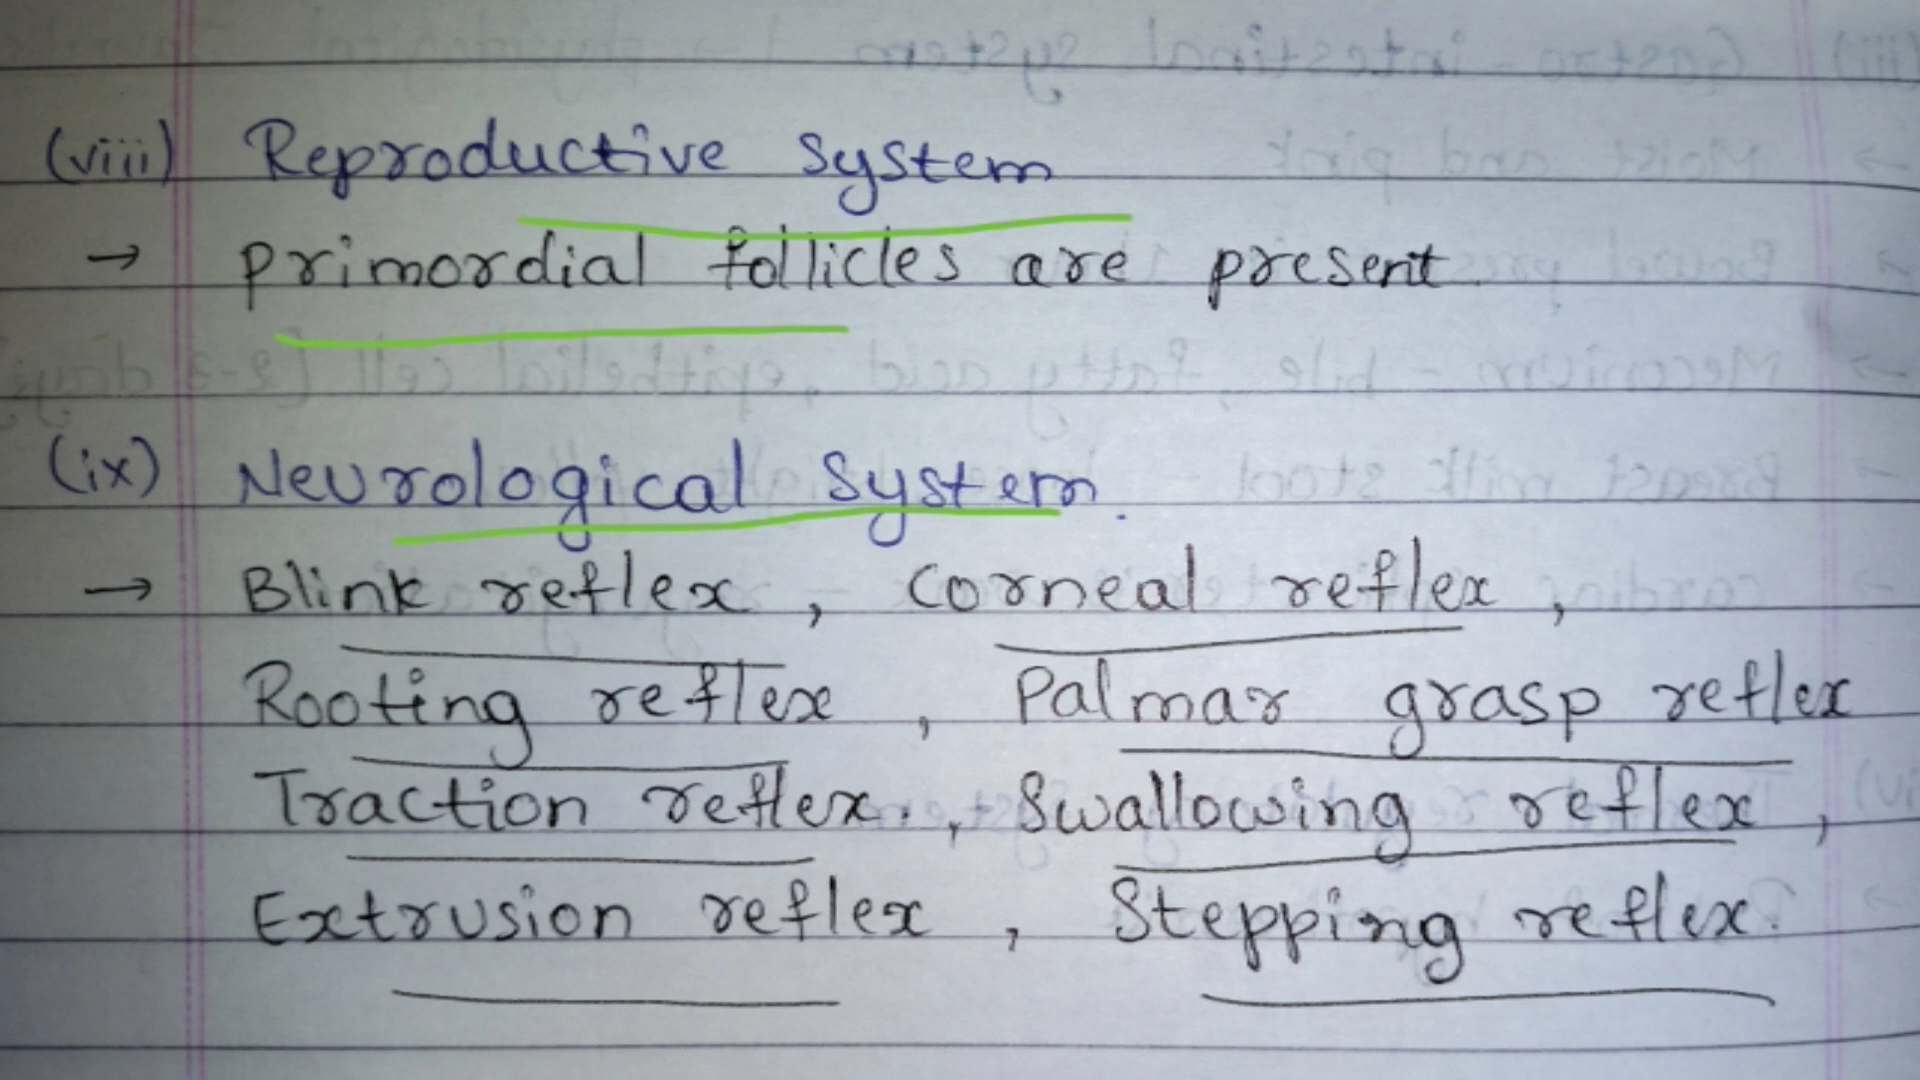 (viii) Reproductive System
→ Primordial follicles are present
(ix) Neurological System.
→ Blink reflex, Corneal reflex,
Rooting reflex, Palmar grasp reflex
Traction reflex., Swallowing reflex,
Extrusion reflex, Stepping reflex.